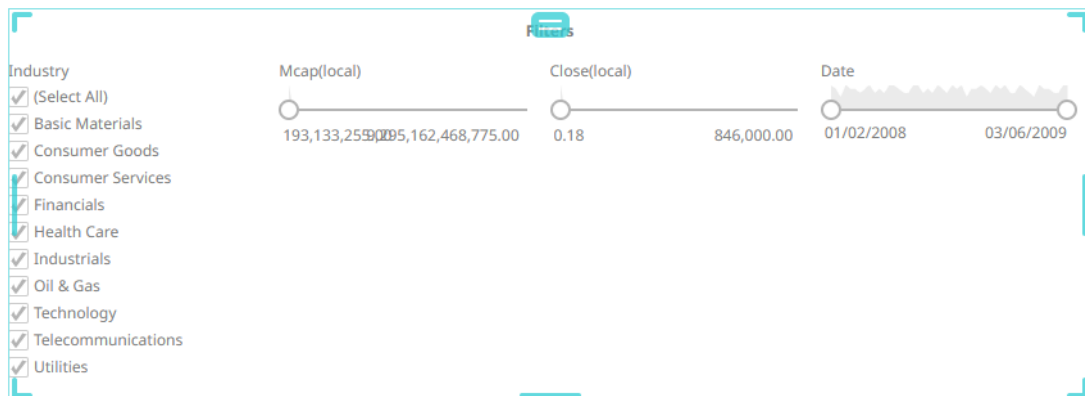 Filters
Industry
(Select All)
Basic Materials
Consumer Goods
Consumer Services
Financials
Health Care
Industrials
Oil & Gas
Technology
Telecommunications
Utilities
Mcap(local)
Close(local)
0.18 846,000.00
Date
01/02/2008 03/06/2009